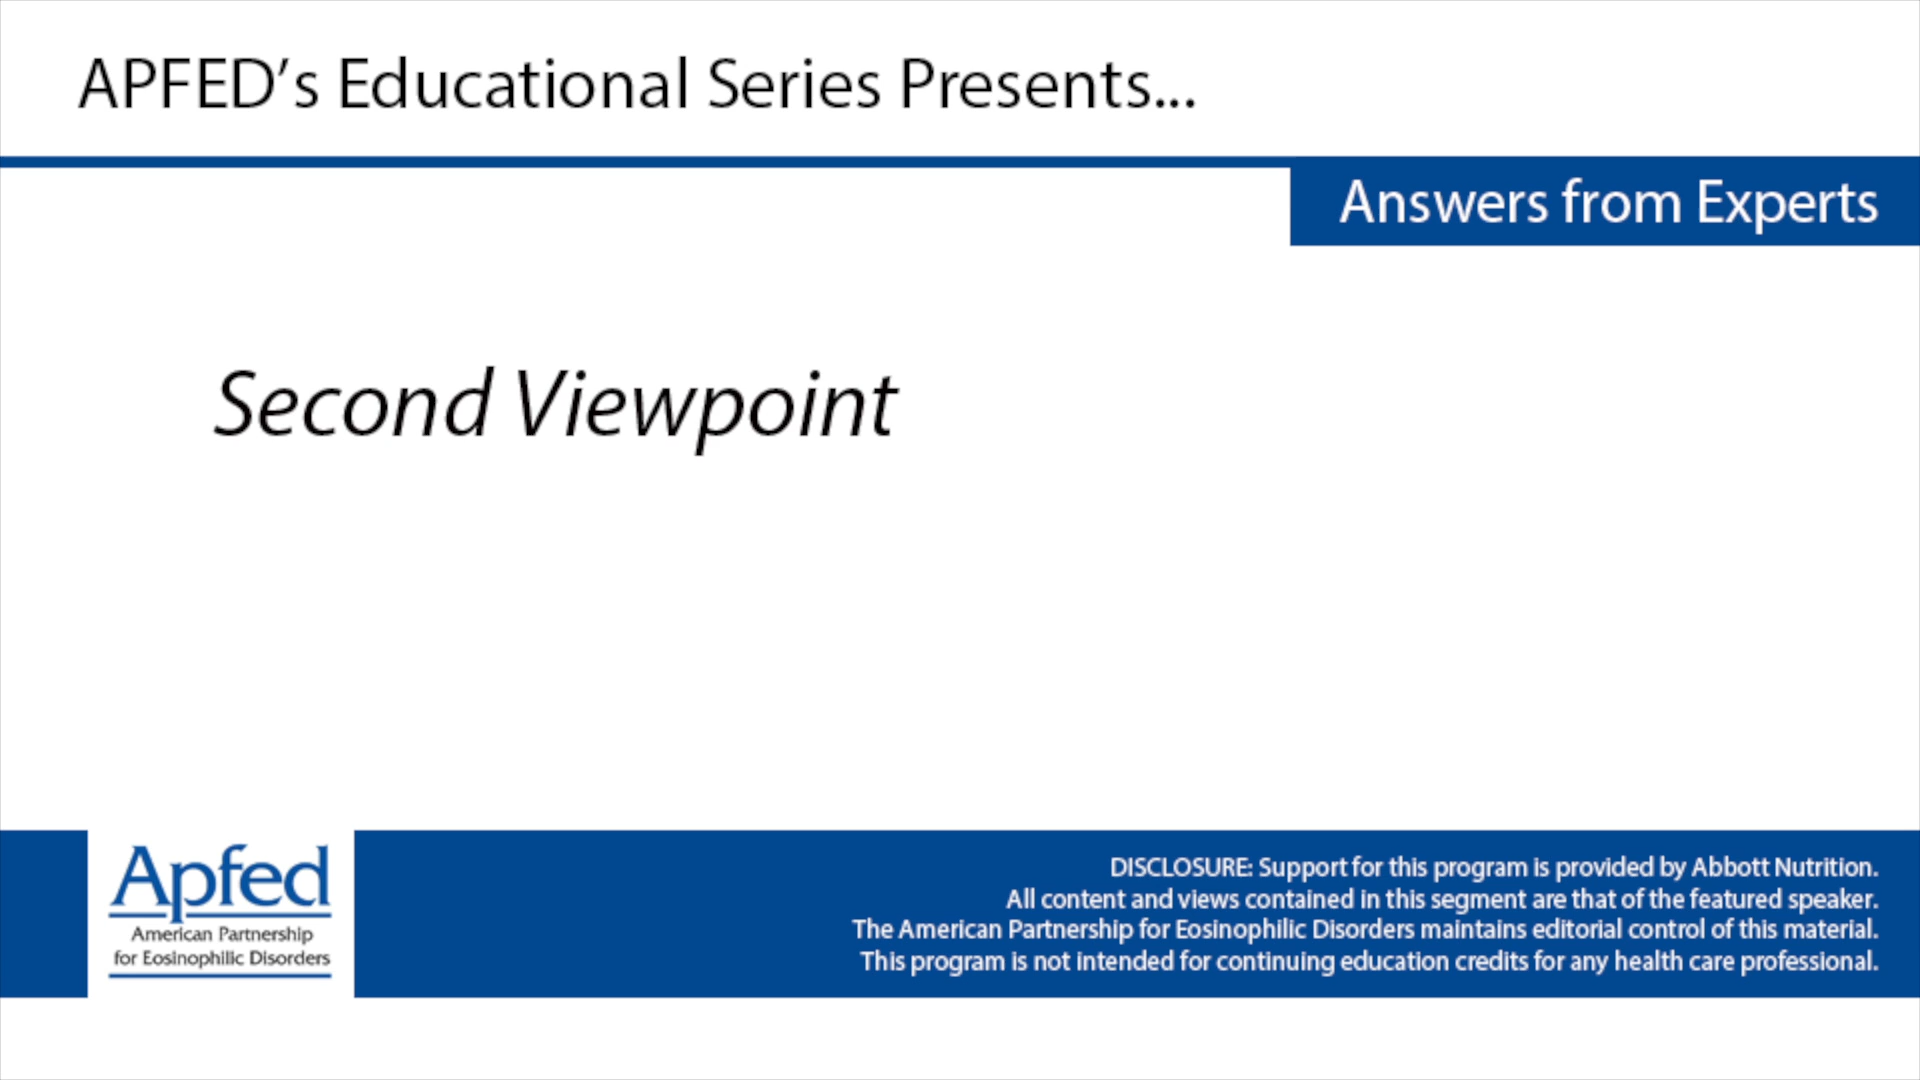 APFED’s Educational Series Presents...
Answers from Experts
Second Viewpoint
Apfed
American Partnership
for Eosinophilic Disorders
DISCLOSURE: Support for this program is provided by Abbott Nutrition.
All content and views contained in this segment are that of the featured speaker.
The American Partnership for Eosinophilic Disorders maintains editorial control of this material.
This program is not intended for continuing education credits for any health care professional.